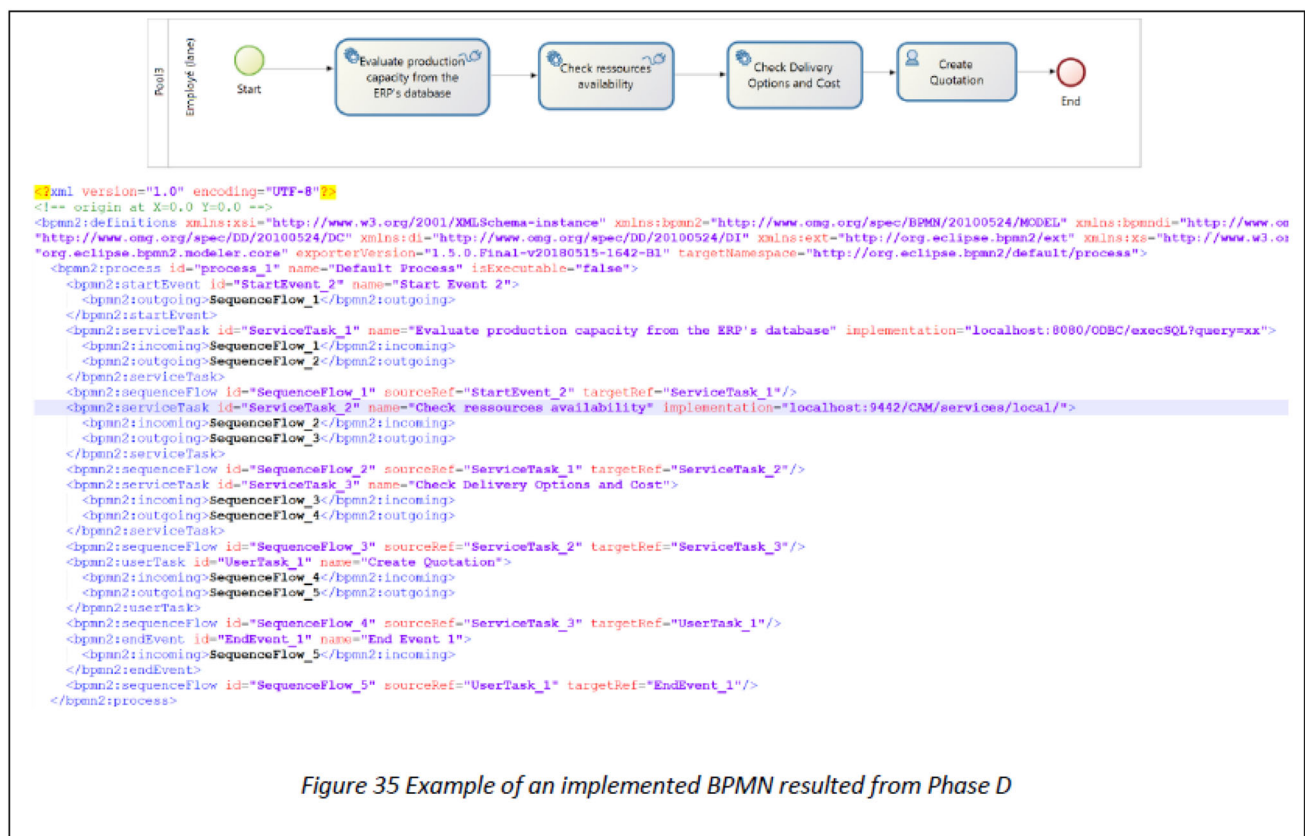 Pool3
Employé (lane)
Start
Evaluate production
capacity from the
ERP's database
Check ressources
availability
Check Delivery
Options and Cost
Create
Quotation
End
<?xml version="1.0" encoding="UTF-8"?>
<!-- origin at X=0.0 Y=0.0 -->
<bpmn2:definitions xmlns:xsi="http://www.w3.org/2001/XMLSchema-instance" xmlns:bpmn2="http://www.omg.org/spec/BPMN/20100524/MODEL" xmlns:bpmndi="http://www.om
"http://www.omg.org/spec/DD/20100524/DC" xmlns:di="http://www.omg.org/spec/DD/20100524/DI" xmlns:ext="http://org.eclipse.bpmn2/ext" xmlns:xs="http://www.w3.or
"org.eclipse.bpmn2.modeler.core" exporterVersion="1.5.0.Final-v20180515-1642-B1" targetNamespace="http://org.eclipse.bpmn2/default/process">
<bpmn2:process id="process_1" name="Default Process" isExecutable="false">
<bpmn2:startEvent id="StartEvent_2" name="Start Event 2">
<bpmn2:outgoing>SequenceFlow_1</bpmn2:outgoing>
</bpmn2:startEvent>
<bpmn2:serviceTask id="ServiceTask_1" name="Evaluate production capacity from the ERP's database" implementation="localhost:8080/ODBC/execSQL?query=xx">
<bpmn2:incoming>SequenceFlow_1</bpmn2:incoming>
<bpmn2:outgoing>SequenceFlow_2</bpmn2:outgoing>
</bpmn2:serviceTask>
<bpmn2:sequenceFlow id="SequenceFlow_1" sourceRef="StartEvent_2" targetRef="ServiceTask_1"/>
<bpmn2:serviceTask id="ServiceTask_2" name="Check ressources availability" implementation="localhost:9442/CAM/services/local/">
<bpmn2:incoming>SequenceFlow_2</bpmn2:incoming>
<bpmn2:outgoing>SequenceFlow_3</bpmn2:outgoing>
</bpmn2:serviceTask>
<bpmn2:sequenceFlow id="SequenceFlow_2" sourceRef="ServiceTask_1" targetRef="ServiceTask_2"/>
<bpmn2:serviceTask id="ServiceTask_3" name="Check Delivery Options and Cost">
<bpmn2:incoming>SequenceFlow_3</bpmn2:incoming>
<bpmn2:outgoing>SequenceFlow_4</bpmn2:outgoing>
</bpmn2:serviceTask>
<bpmn2:sequenceFlow id="SequenceFlow_3" sourceRef="ServiceTask_2" targetRef="ServiceTask_3"/>
<bpmn2:userTask id="UserTask_1" name="Create Quotation">
<bpmn2:incoming>SequenceFlow_4</bpmn2:incoming>
<bpmn2:outgoing>SequenceFlow_5</bpmn2:outgoing>
</bpmn2:userTask>
<bpmn2:sequenceFlow id="SequenceFlow_4" sourceRef="ServiceTask_3" targetRef="UserTask_1"/>
<bpmn2:endEvent id="EndEvent_1" name="End Event 1">
<bpmn2:incoming>SequenceFlow_5</bpmn2:incoming>
</bpmn2:endEvent>
<bpmn2:sequenceFlow id="SequenceFlow_5" sourceRef="UserTask_1" targetRef="EndEvent_1"/>
</bpmn2:process>
Figure 35 Example of an implemented BPMN resulted from Phase D